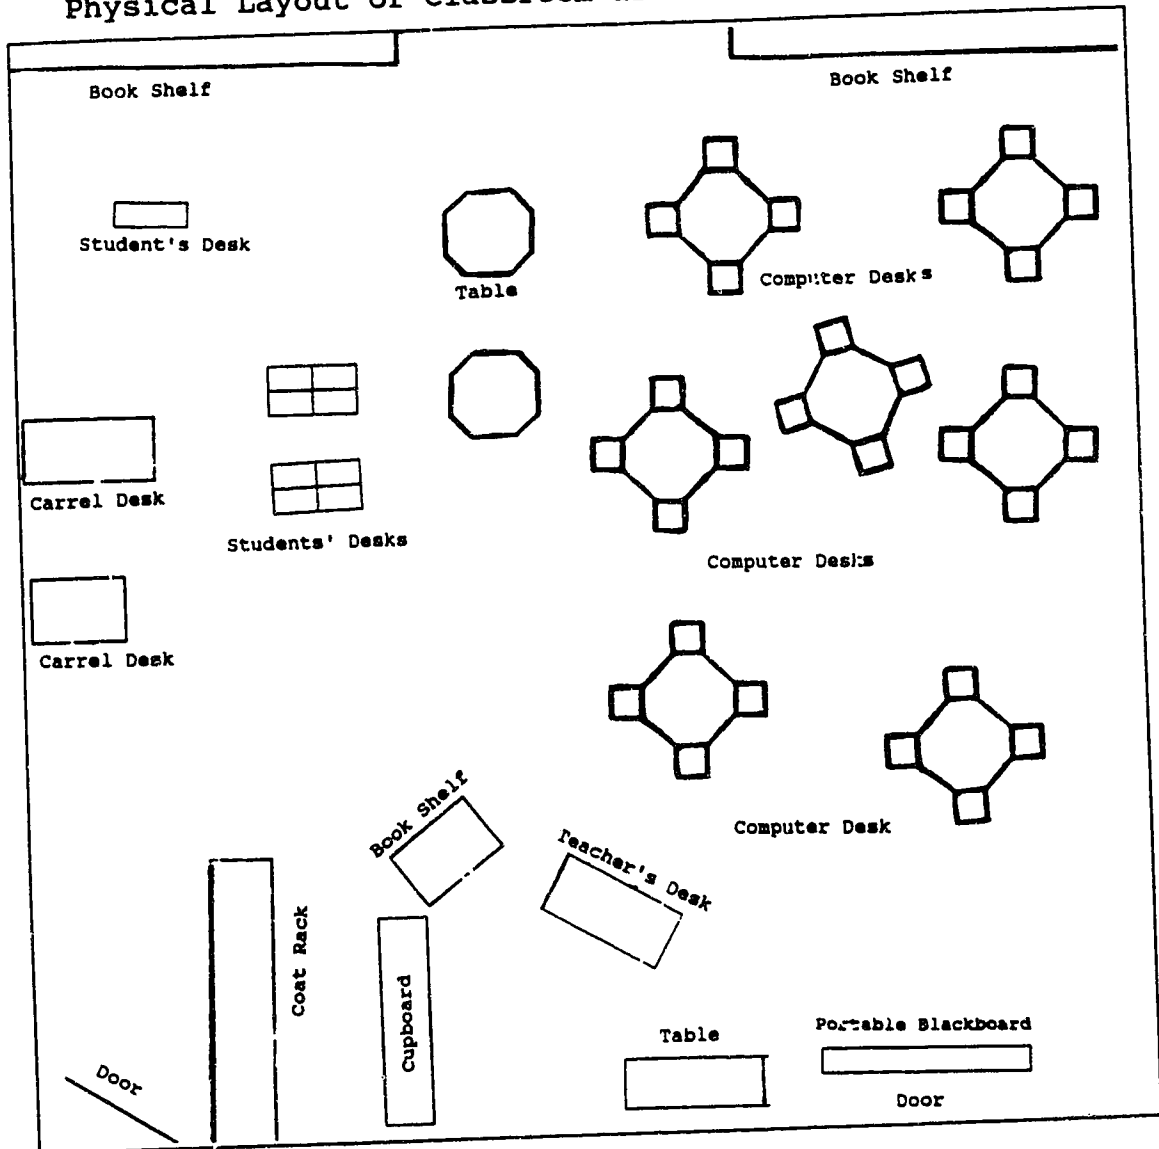 Physical Layout of Classroom
Book Shelf
Book Shelf
Student's Desk
Table
Computer Desks
Carrel Desk
Students' Desks
Computer Desks
Carrel Desk
Book Shelf
Teacher's Desk
Computer Desk
Coat Rack
Cupboard
Door
Table
Portable Blackboard
Door